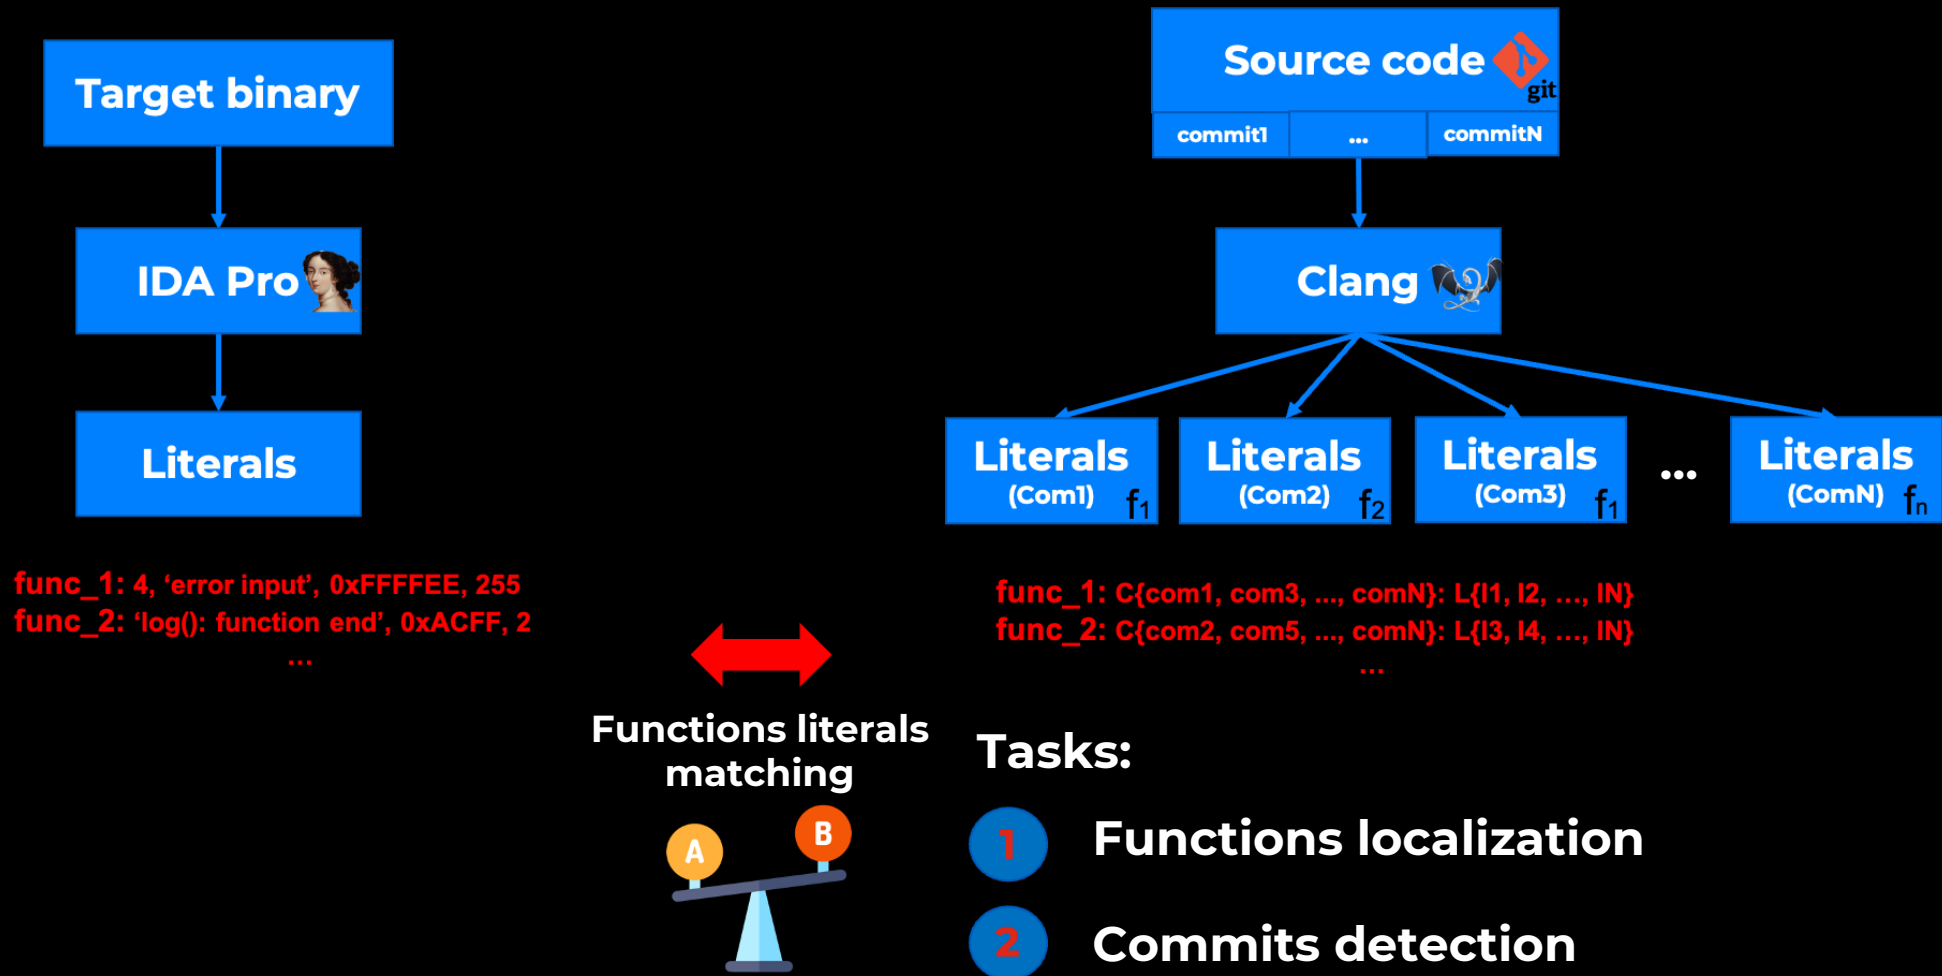 Target binary
IDA Pro
Literals
func_1: 4, ‘error input’, 0xFFFFEE, 255
func_2: ‘log(): function end’, 0xACFF, 2
...
Source code
git
commit1 ... commitN
Clang
Literals
(Com1) f1
Literals
(Com2) f2
Literals
(Com3) f1
...
Literals
(ComN) fn
func_1: C{com1, com3, ..., comN}: L{l1, l2, …, lN}
func_2: C{com2, com5, ..., comN}: L{l3, l4, …, lN}
...
Functions literals
matching
A B
Tasks:
1 Functions localization
2 Commits detection